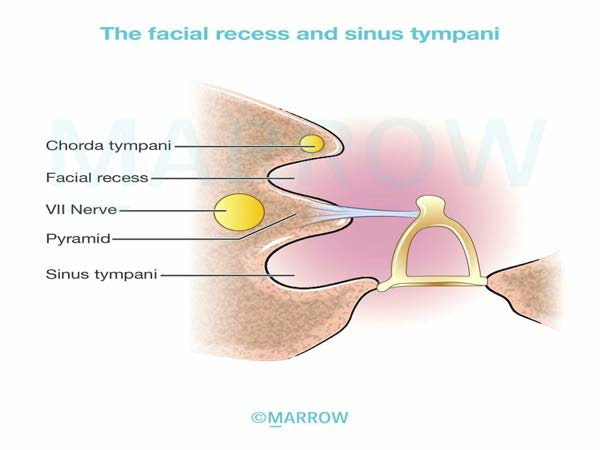 The facial recess and sinus tympani
MARROW
Chorda tympani
Facial recess
VII Nerve
Pyramid
Sinus tympani
©MARROW